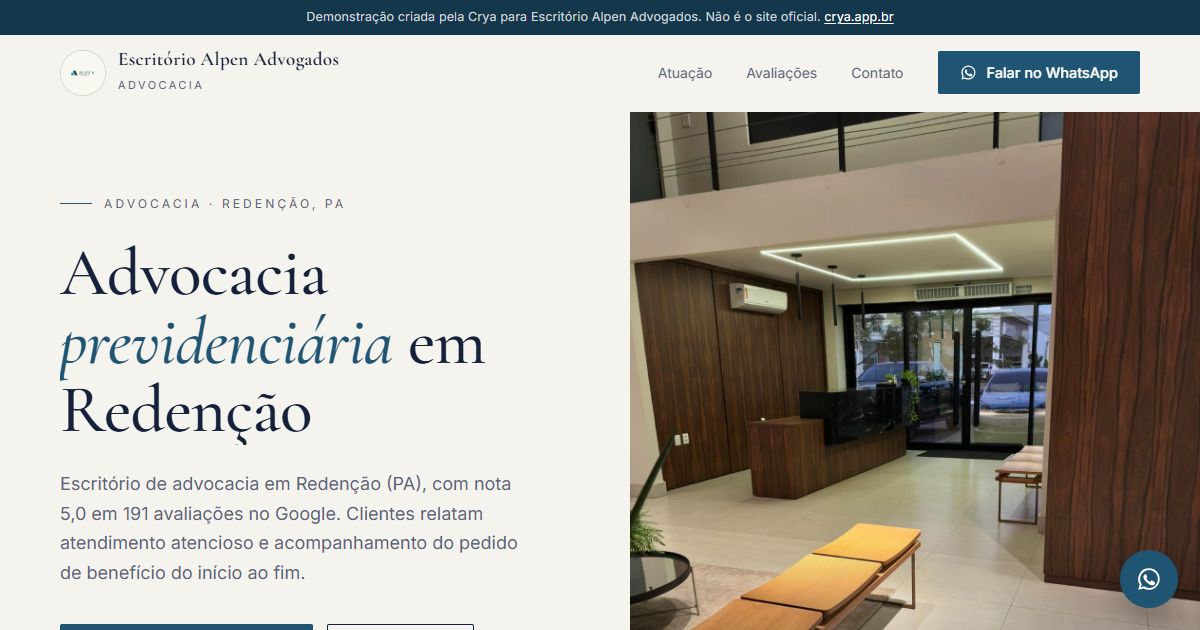 Demonstração criada pela Crya para Escritório Alpen Advogados. Não é o site oficial. crya.app.br
ALPEN
Escritório Alpen Advogados
ADVOCACIA
Atuação
Avaliações
Contato
Falar no WhatsApp
ADVOCACIA · REDENÇÃO, PA
Advocacia
previdenciária em
Redenção
Escritório de advocacia em Redenção (PA), com nota
5,0 em 191 avaliações no Google. Clientes relatam
atendimento atencioso e acompanhamento do pedido
de benefício do início ao fim.